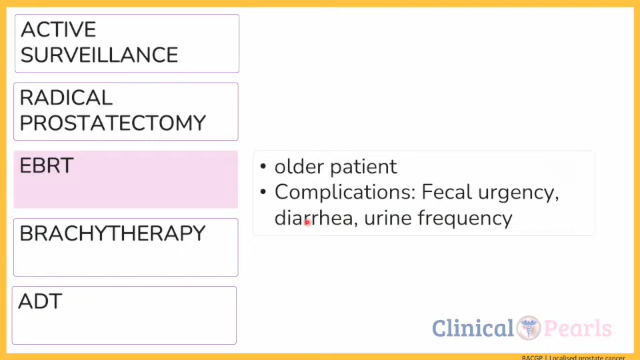 ACTIVE
SURVEILLANCE
RADICAL
PROSTATECTOMY
EBRT
• older patient
• Complications: Fecal urgency,
diarrhea, urine frequency
BRACHYTHERAPY
ADT
Clinical Pearls
RACGP | Localised prostate cancer